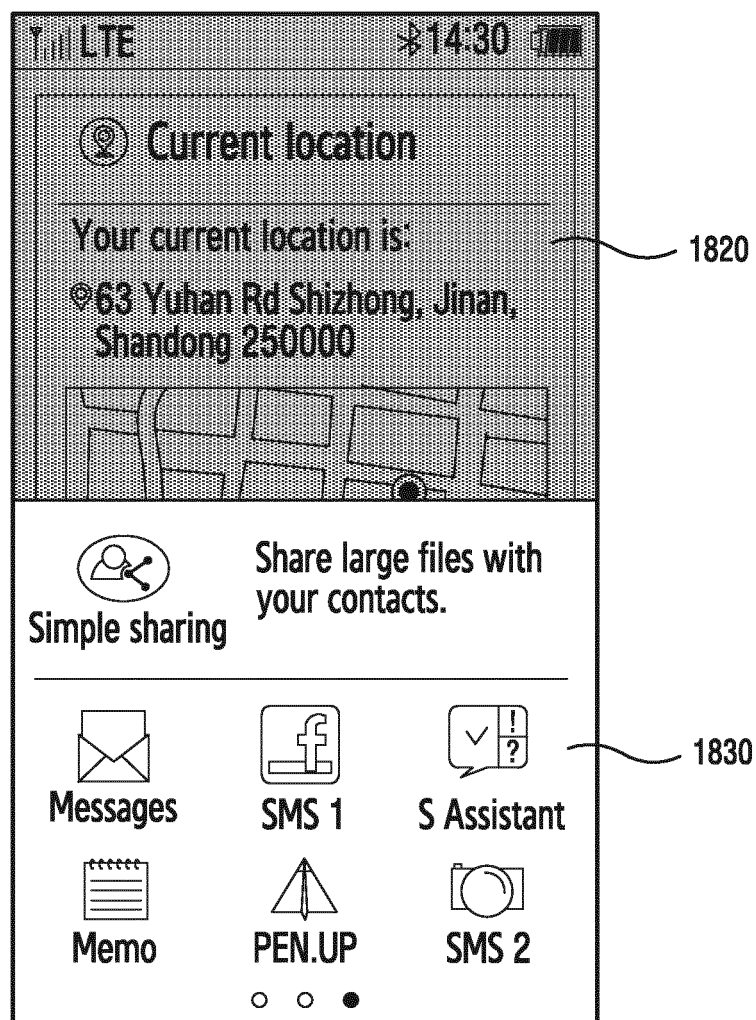 LTE 14:30
Current location
Your current location is:
1820
63 Yuhan Rd Shizhong, Jinan,
Shandong 250000
Share large files with
your contacts.
Simple sharing
! ?
1830
Messages SMS 1 S Assistant
Memo PEN.UP SMS 2